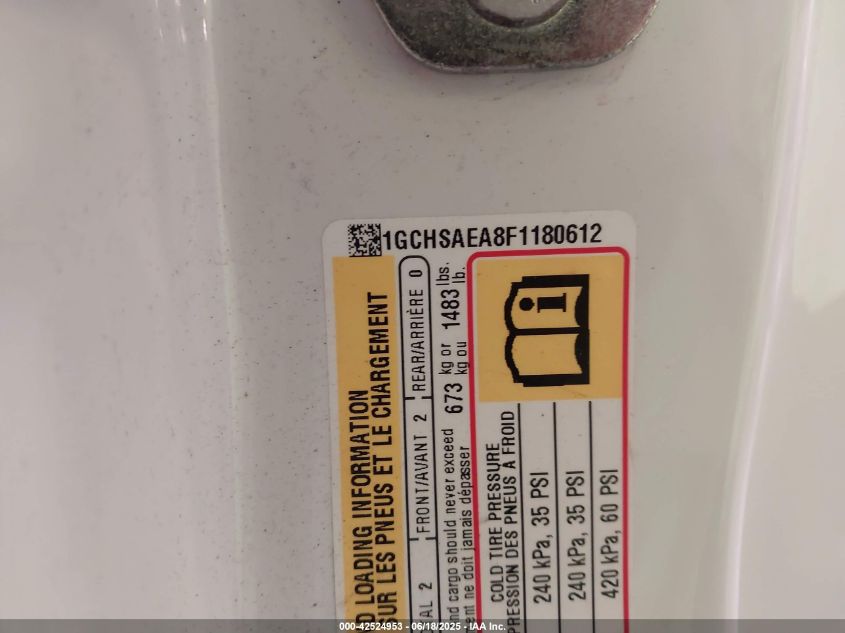 1GCHSAEA8F1180612
LOADING INFORMATION
SUR LES PNEUS ET LE CHARGEMENT
2 FRONT/AVANT 2 REAR/ARRIÈRE 0
cargo should never exceed 673 kg or 1483 lbs.
ne doit jamais dépasser kg ou lb.
COLD TIRE PRESSURE
PRESSION DES PNEUS À FROID
240 kPa, 35 PSI
240 kPa, 35 PSI
420 kPa, 60 PSI
000-42524953 - 06/18/2025 - IAA Inc.